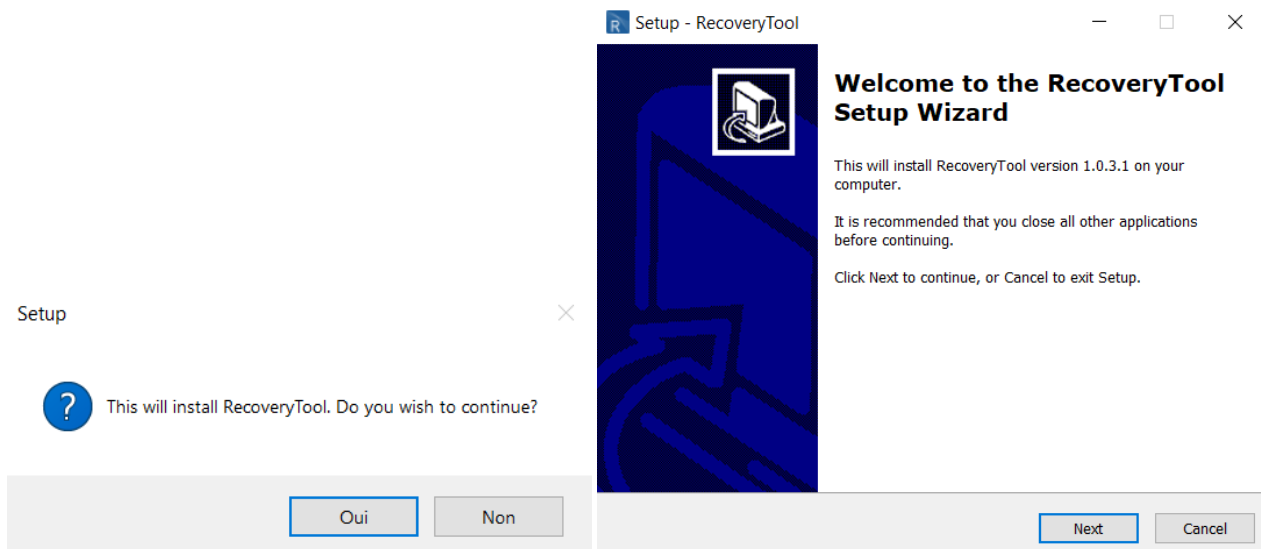 Setup
This will install RecoveryTool. Do you wish to continue?
Oui
Non
R Setup - RecoveryTool
Welcome to the RecoveryTool
Setup Wizard
This will install RecoveryTool version 1.0.3.1 on your
computer.
It is recommended that you close all other applications
before continuing.
Click Next to continue, or Cancel to exit Setup.
Next
Cancel